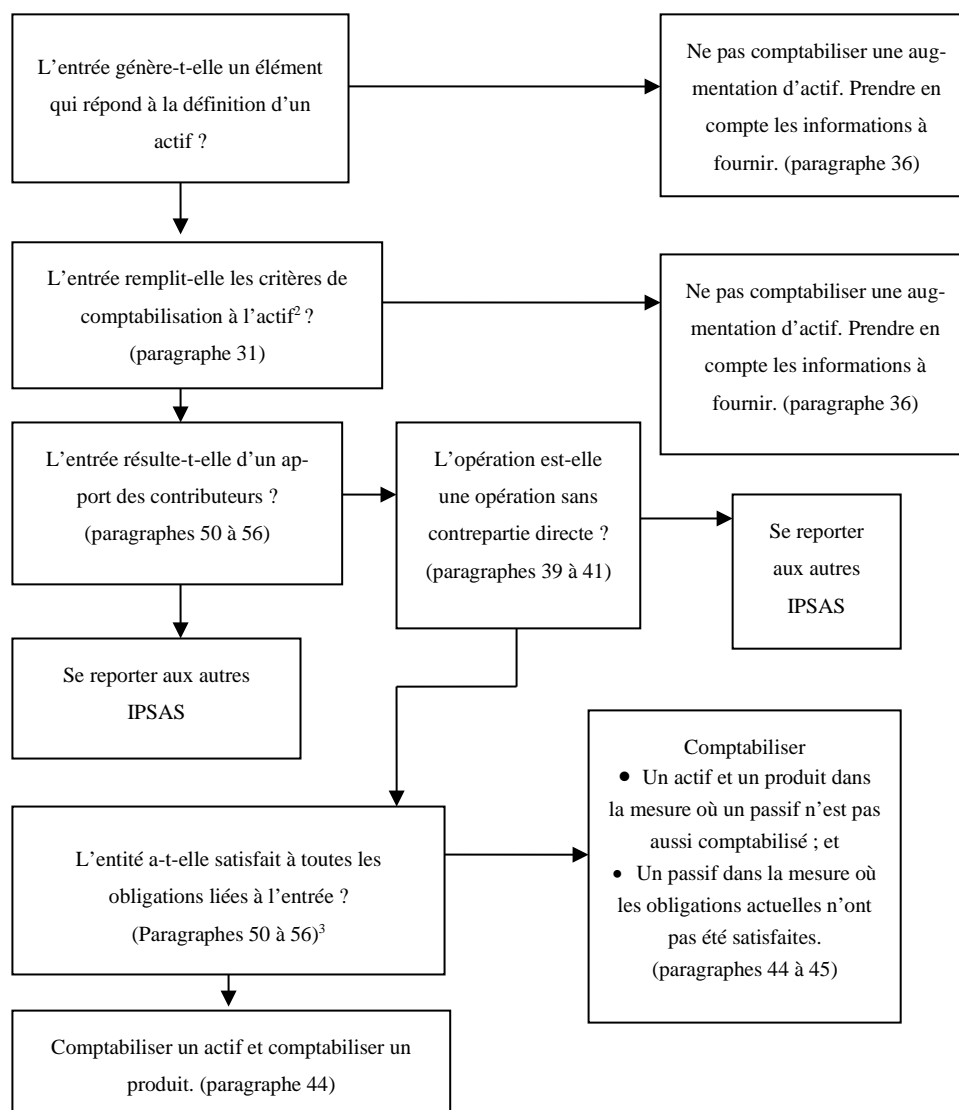 L’entrée génère-t-elle un élément
qui répond à la définition d’un
actif ?
Ne pas comptabiliser une aug-
mentation d’actif. Prendre en
compte les informations à
fournir. (paragraphe 36)
L’entrée remplit-elle les critères de
comptabilisation à l’actif² ?
(paragraphe 31)
Ne pas comptabiliser une aug-
mentation d’actif. Prendre en
compte les informations à
fournir. (paragraphe 36)
L’entrée résulte-t-elle d’un ap-
port des contributeurs ?
(paragraphes 50 à 56)
L’opération est-elle
une opération sans
contrepartie directe ?
(paragraphes 39 à 41)
Se reporter
aux autres
IPSAS
Se reporter aux autres
IPSAS
Comptabiliser
• Un actif et un produit dans
la mesure où un passif n’est pas
aussi comptabilisé ; et
• Un passif dans la mesure où
les obligations actuelles n’ont
pas été satisfaites.
(paragraphes 44 à 45)
L’entité a-t-elle satisfait à toutes les
obligations liées à l’entrée ?
(Paragraphes 50 à 56)³
Comptabiliser un actif et comptabiliser un
produit. (paragraphe 44)